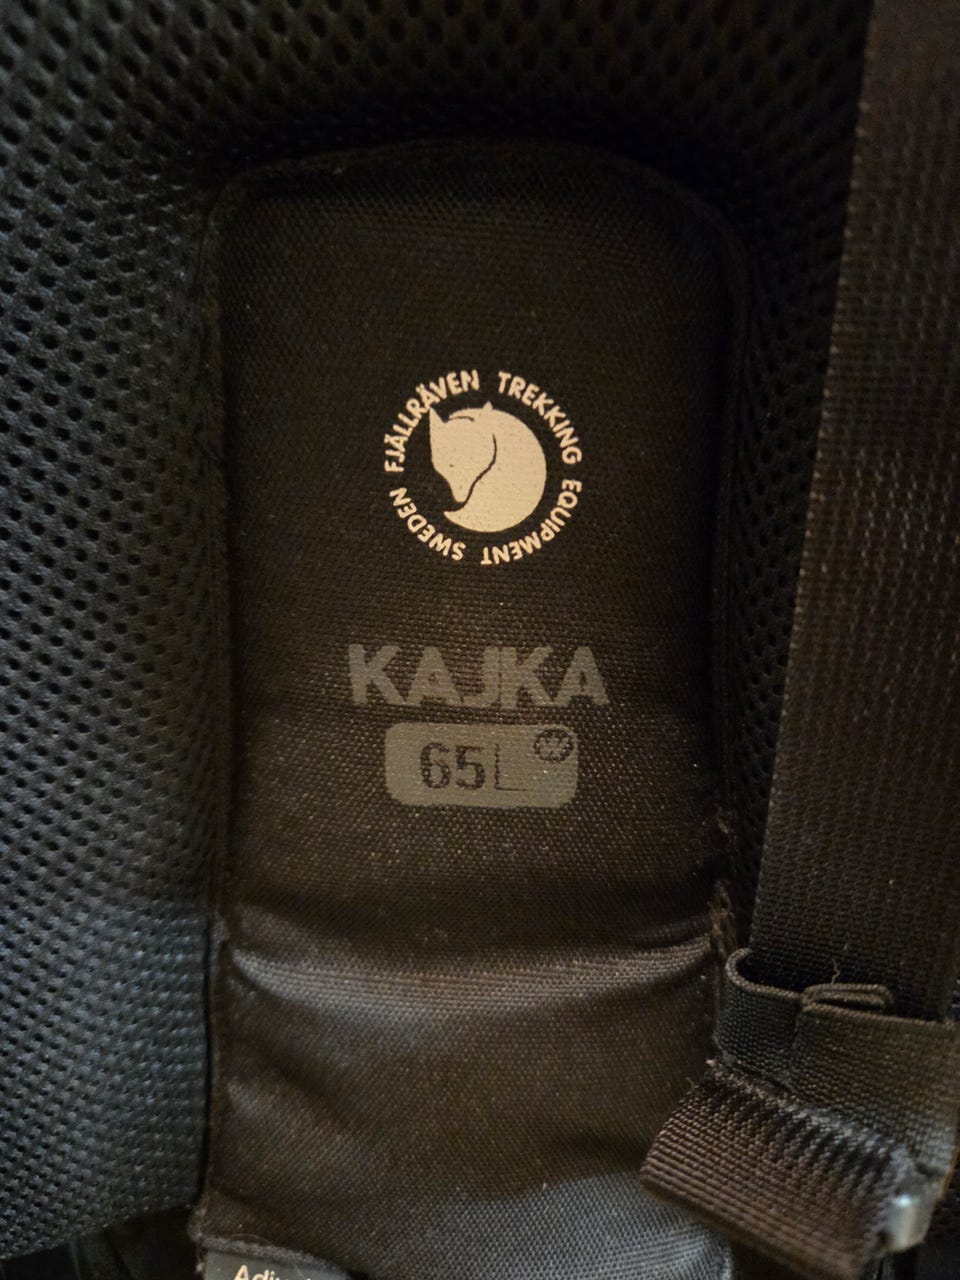 FJÄLLRÄVEN TREKKING EQUIPMENT SWEDEN
KAJKA
65L W